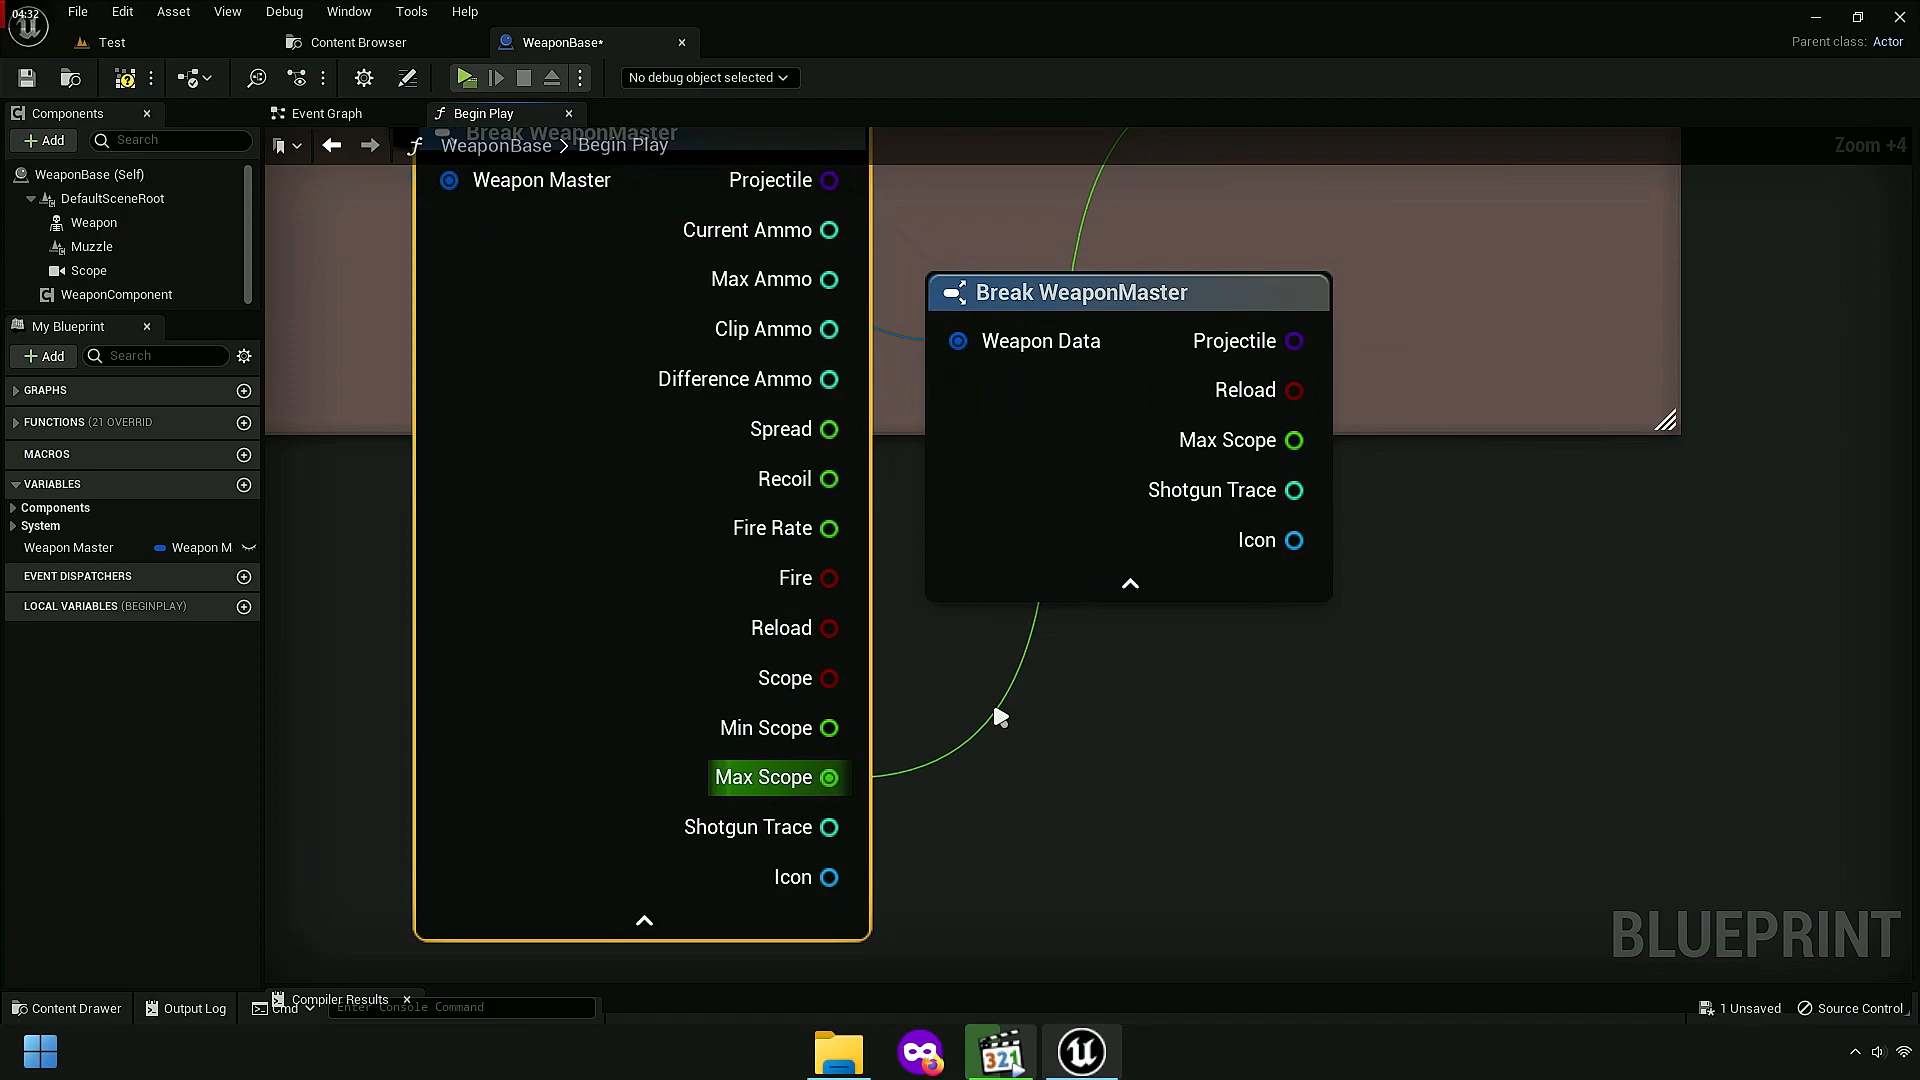 04:32
File Edit Asset View Debug Window Tools Help
Test
Content Browser
WeaponBase*
Parent class: Actor
No debug object selected
Components
Event Graph
Begin Play
Add
Search
Break WeaponMaster
WeaponBase > Begin Play
Zoom +4
WeaponBase (Self)
DefaultSceneRoot
Weapon
Muzzle
Scope
WeaponComponent
My Blueprint
Add
Search
GRAPHS
FUNCTIONS (21 OVERRID
MACROS
VARIABLES
Components
System
Weapon Master Weapon M
EVENT DISPATCHERS
LOCAL VARIABLES (BEGINPLAY)
Weapon Master Projectile
Current Ammo
Max Ammo
Clip Ammo
Difference Ammo
Spread
Recoil
Fire Rate
Fire
Reload
Scope
Min Scope
Max Scope
Shotgun Trace
Icon
Break WeaponMaster
Weapon Data Projectile
Reload
Max Scope
Shotgun Trace
Icon
BLUEPRINT
Compiler Results
Content Drawer
Output Log
Cmd
Enter Console Command
1 Unsaved
Source Control
321